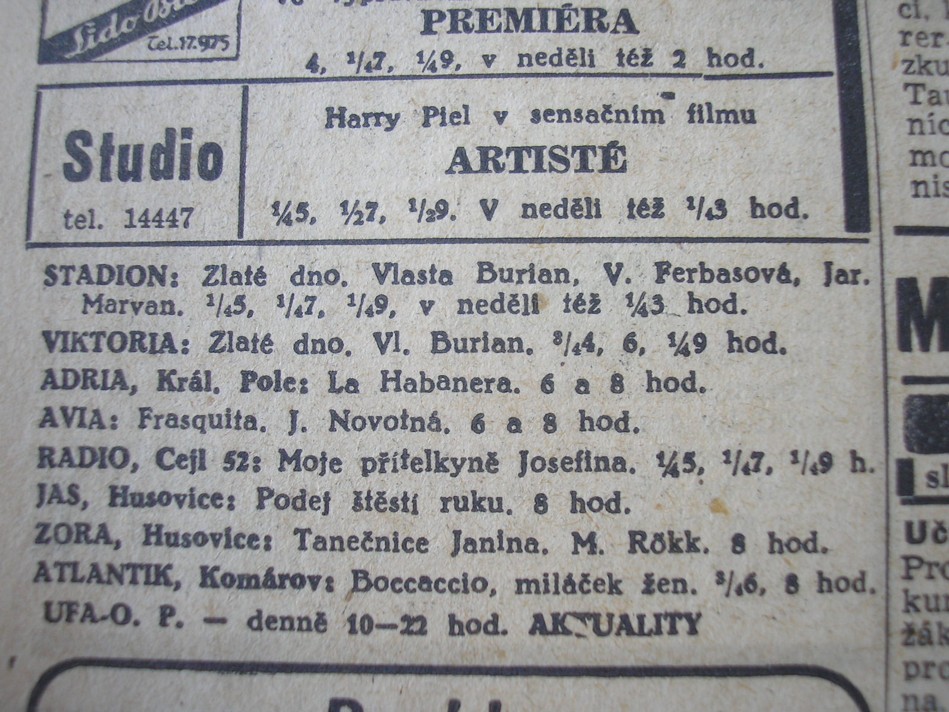 Lido
Tel. 17.975
PREMIÉRA
4, ¼7, ¼9, v neděli též 2 hod.
Studio
tel. 14447
Harry Piel v sensačním filmu
ARTISTÉ
¼5, ½7, ½9. V neděli též ¼3 hod.
STADION: Zlaté dno. Vlasta Burian, V. Ferbasová, Jar.
Marvan. ¼5, ¼7, ¼9, v neděli též ¼3 hod.
VIKTORIA: Zlaté dno. Vl. Burian. ¾4, 6, ¼9 hod.
ADRIA, Král. Pole: La Habanera. 6 a 8 hod.
AVIA: Frasquita. J. Novotná. 6 a 8 hod.
RADIO, Cejl 52: Moje přítelkyně Josefina. ¼5, ¼7, ¼9 h.
JAS, Husovice: Podej štěstí ruku. 8 hod.
ZORA, Husovice: Tanečnice Janina. M. Rökk. 8 hod.
ATLANTIK, Komárov: Boccaccio, miláček žen. ¾6, 8 hod.
UFA-O. P. — denně 10—22 hod. AKTUALITY